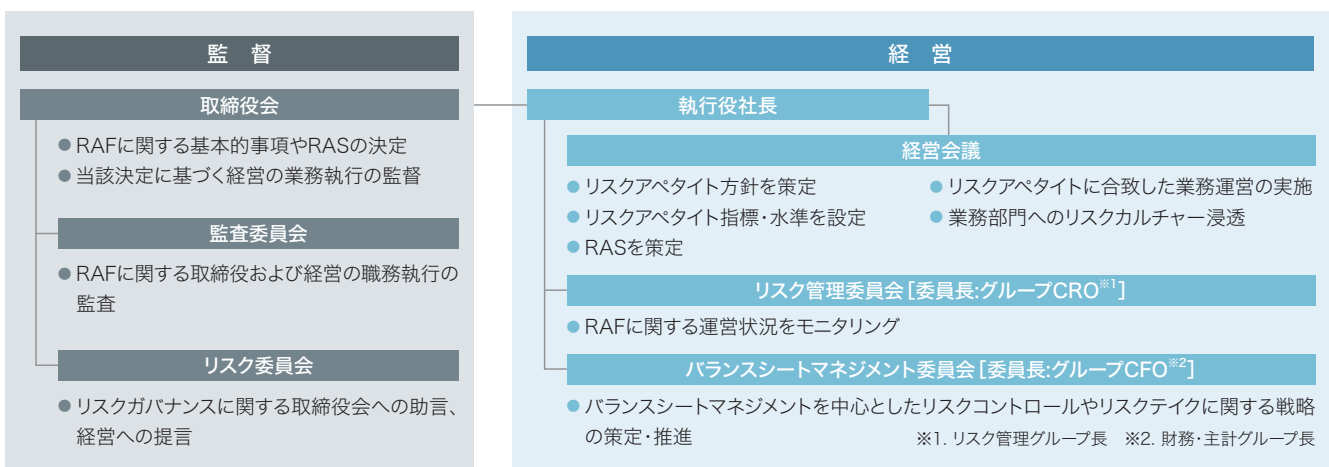 監 督
取締役会
● RAFに関する基本的事項やRASの決定
● 当該決定に基づく経営の業務執行の監督
監査委員会
● RAFに関する取締役および経営の職務執行の
監査
リスク委員会
● リスクガバナンスに関する取締役会への助言、
経営への提言
経 営
執行役社長
経営会議
● リスクアペタイト方針を策定
● リスクアペタイト指標・水準を設定
● RASを策定
● リスクアペタイトに合致した業務運営の実施
● 業務部門へのリスクカルチャー浸透
リスク管理委員会[委員長:グループCRO※1]
● RAFに関する運営状況をモニタリング
バランスシートマネジメント委員会[委員長:グループCFO※2]
● バランスシートマネジメントを中心としたリスクコントロールやリスクテイクに関する戦略
の策定・推進
※1. リスク管理グループ長 ※2. 財務・主計グループ長